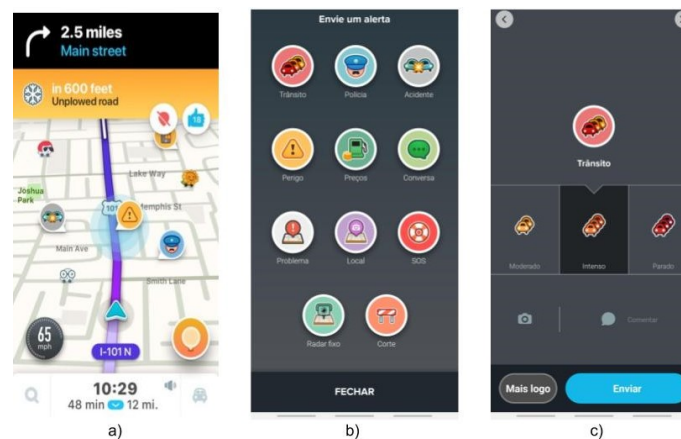 2.5 miles
Main street
in 600 feet
Unplowed road
18
Lake Way
Joshua
Park
101
Memphis St
Main Ave
Smith Lane
65
mph
I-101 N
10:29
48 min 12 mi.
a)
Envie um alerta
Trânsito
Polícia
Acidente
Perigo
Preços
Conversa
Problema
Local
SOS
Radar fixo
Corte
FECHAR
b)
Trânsito
Moderado
Intenso
Parado
Comentar
Mais logo
Enviar
c)